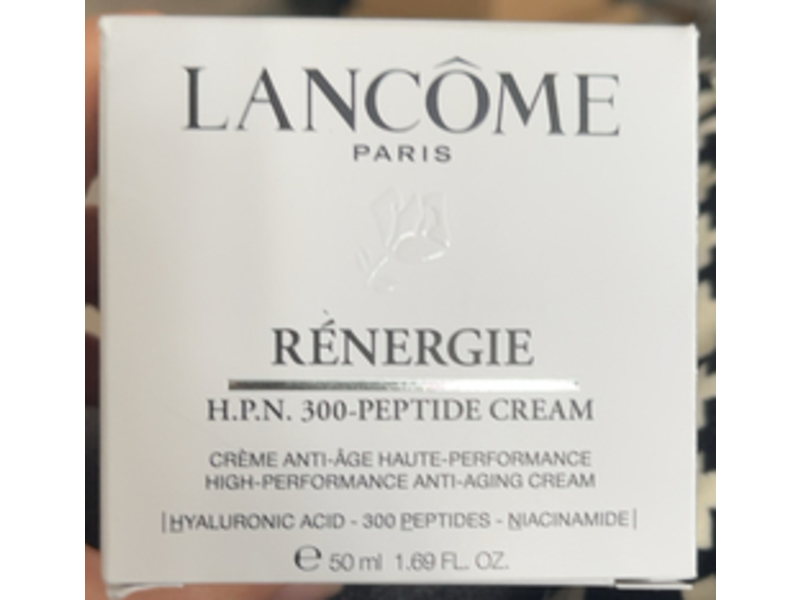 LANCÔME
PARIS
RÉNERGIE
H.P.N. 300-PEPTIDE CREAM
CRÈME ANTI-ÂGE HAUTE-PERFORMANCE
HIGH-PERFORMANCE ANTI-AGING CREAM
|HYALURONIC ACID - 300 PEPTIDES - NIACINAMIDE|
℮ 50 ml 1.69 FL. OZ.